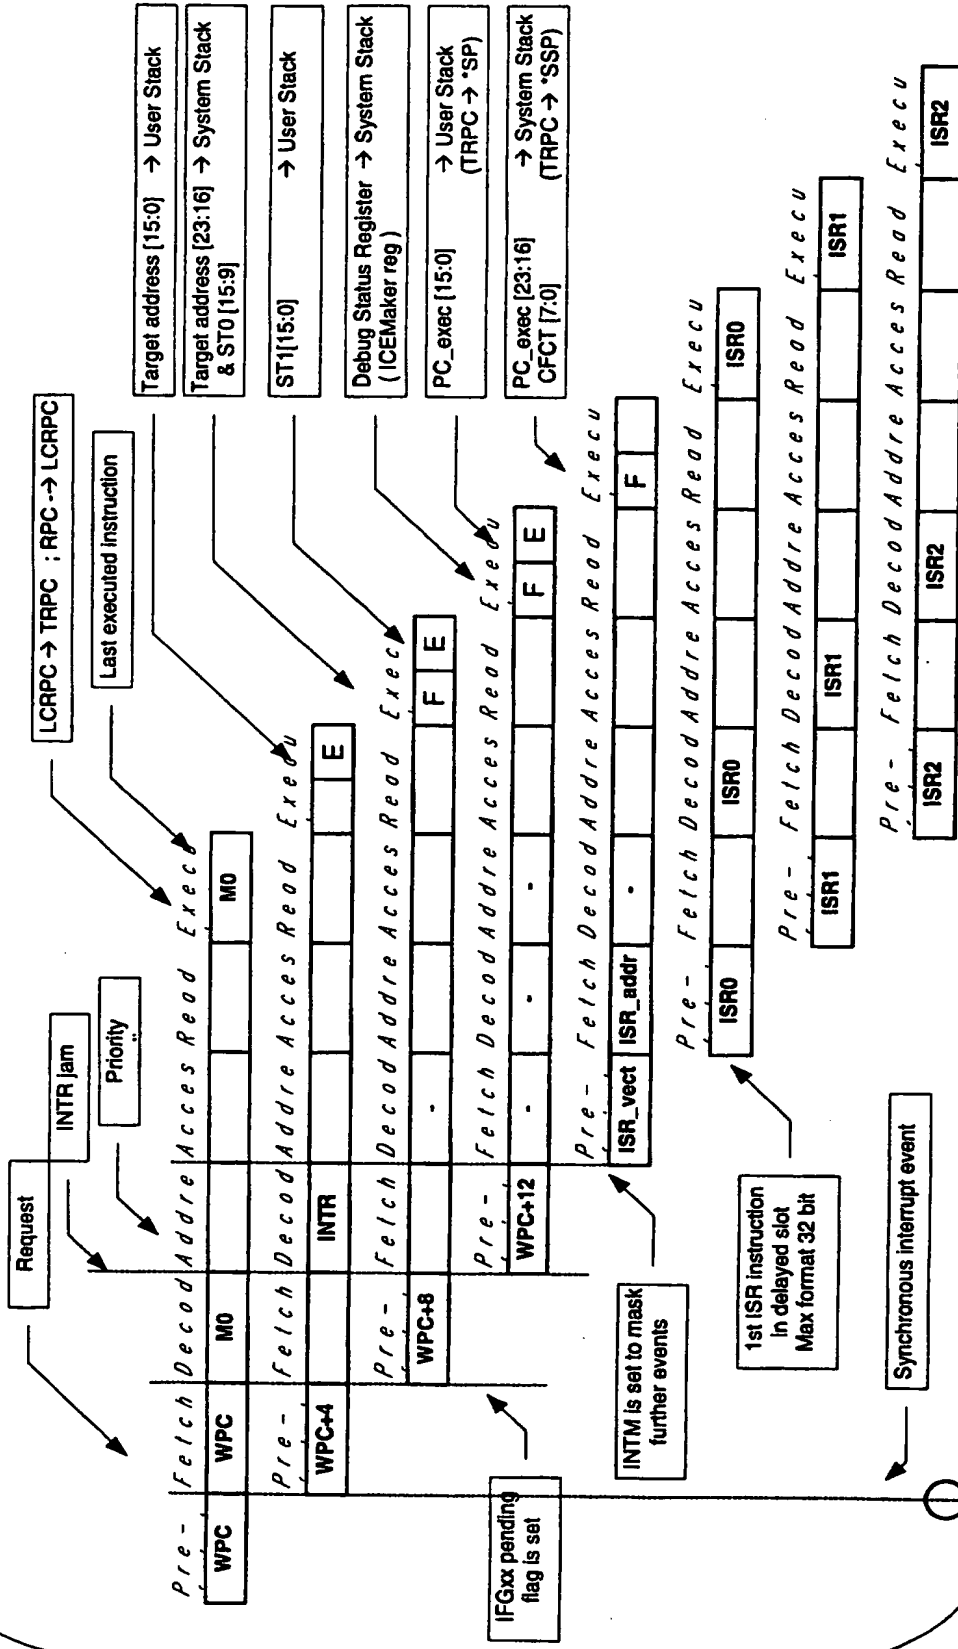 Request
INTR jam
Priority
LCRPC → TRPC ; RPC -→ LCRPC
Last executed instruction
Target address [15:0] → User Stack
Target address [23:16] → System Stack
& ST0 [15:9]
ST1[15:0] → User Stack
Debug Status Register → System Stack
( ICEMaker reg )
PC_exec [15:0] → User Stack
(TRPC → *SP)
PC_exec [23:16] → System Stack
CFCT [7:0] (TRPC → *SSP)
Pre- Fetch Decod Addre Acces Read Exec
WPC WPC M0 M0
Pre- Fetch Decod Addre Acces Read Execu
WPC+4 INTR E
Pre- Fetch Decod Addre Acces Read Exec
WPC+8 - F E
Pre- Fetch Decod Addre Acces Read Execu
WPC+12 - - - F E
Pre- Fetch Decod Addre Acces Read Execu
ISR_vect ISR_addr - F
Pre- Fetch Decod Addre Acces Read Execu
ISR0 ISR0 ISR0
Pre- Fetch Decod Addre Acces Read Execu
ISR1 ISR1 ISR1
Pre- Fetch Decod Addre Acces Read Execu
ISR2 ISR2 ISR2
IFGxx pending
flag is set
INTM is set to mask
further events
1st ISR instruction
in delayed slot
Max format 32 bit
Synchronous interrupt event